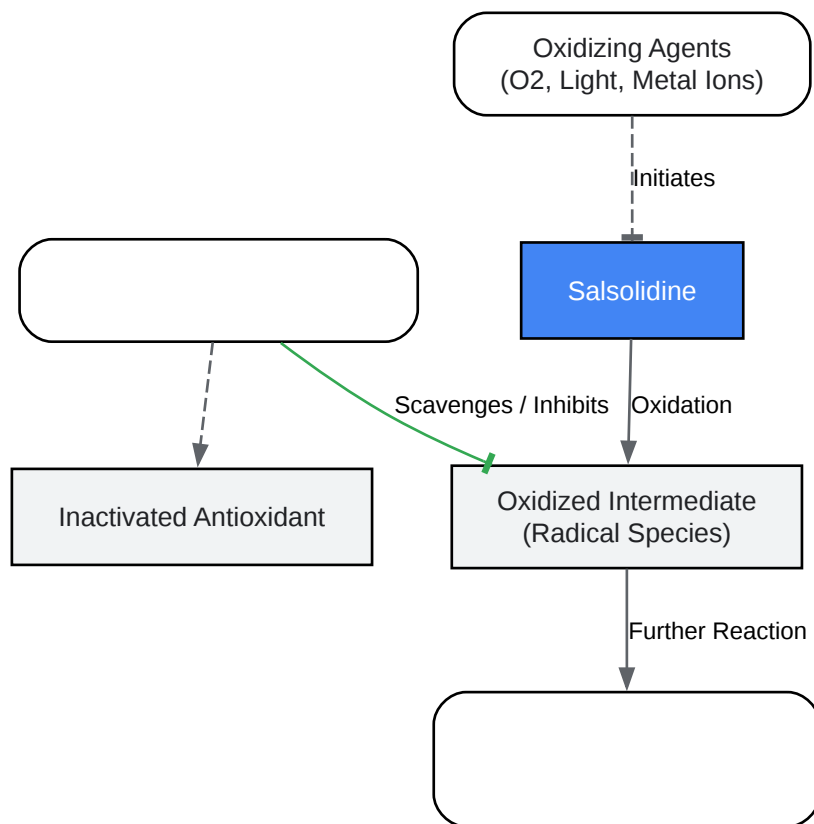 Oxidizing Agents
(O2, Light, Metal Ions)
Initiates
Salsolidine
Scavenges / Inhibits
Oxidation
Inactivated Antioxidant
Oxidized Intermediate
(Radical Species)
Further Reaction